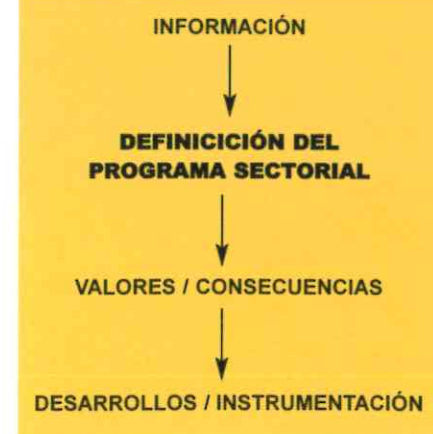 INFORMACIÓN
DEFINICICIÓN DEL
PROGRAMA SECTORIAL
VALORES / CONSECUENCIAS
DESARROLLOS / INSTRUMENTACIÓN